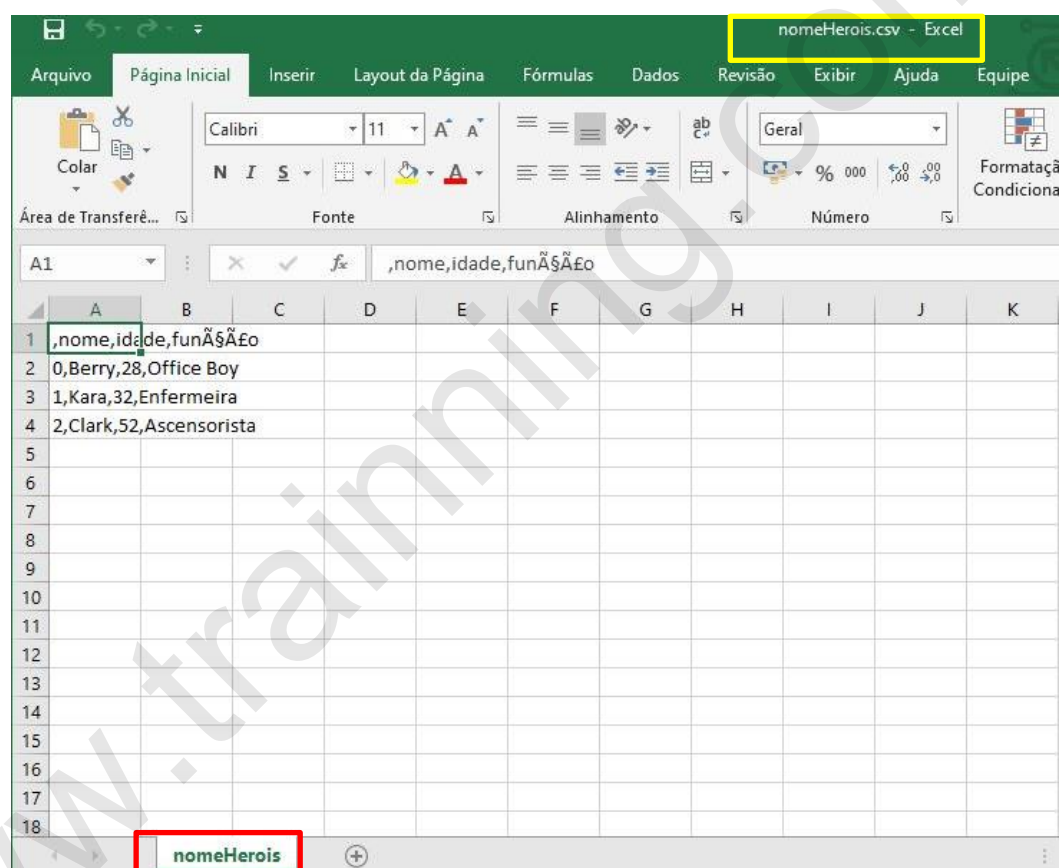 nomeHerois.csv - Excel
Arquivo Página Inicial Inserir Layout da Página Fórmulas Dados Revisão Exibir Ajuda Equipe
Colar
Calibri 11 A A
ab
Geral
N I S A
% 000
Formataçã
Condiciona
Área de Transferê... Fonte Alinhamento Número
A1 fx ,nome,idade,funÃ§Ã£o
A B C D E F G H I J K
1 ,nome,idade,funÃ§Ã£o
2 0,Berry,28,Office Boy
3 1,Kara,32,Enfermeira
4 2,Clark,52,Ascensorista
5
6
7
8
9
10
11
12
13
14
15
16
17
18
nomeHerois
w.trainning.com